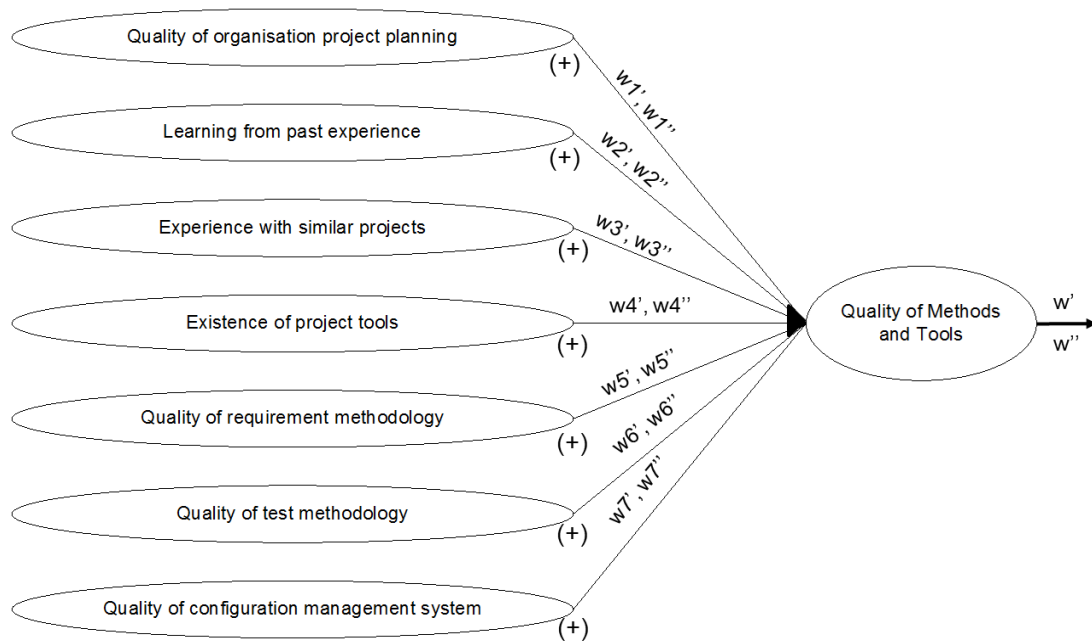 Quality of organisation project planning
(+)
w1’, w1’’
Learning from past experience
(+)
w2’, w2’’
Experience with similar projects
(+)
w3’, w3’’
Existence of project tools
(+)
w4’, w4’’
Quality of requirement methodology
(+)
w5’, w5’’
Quality of test methodology
(+)
w6’, w6’’
Quality of configuration management system
(+)
w7’, w7’’
Quality of Methods
and Tools
w'
w''